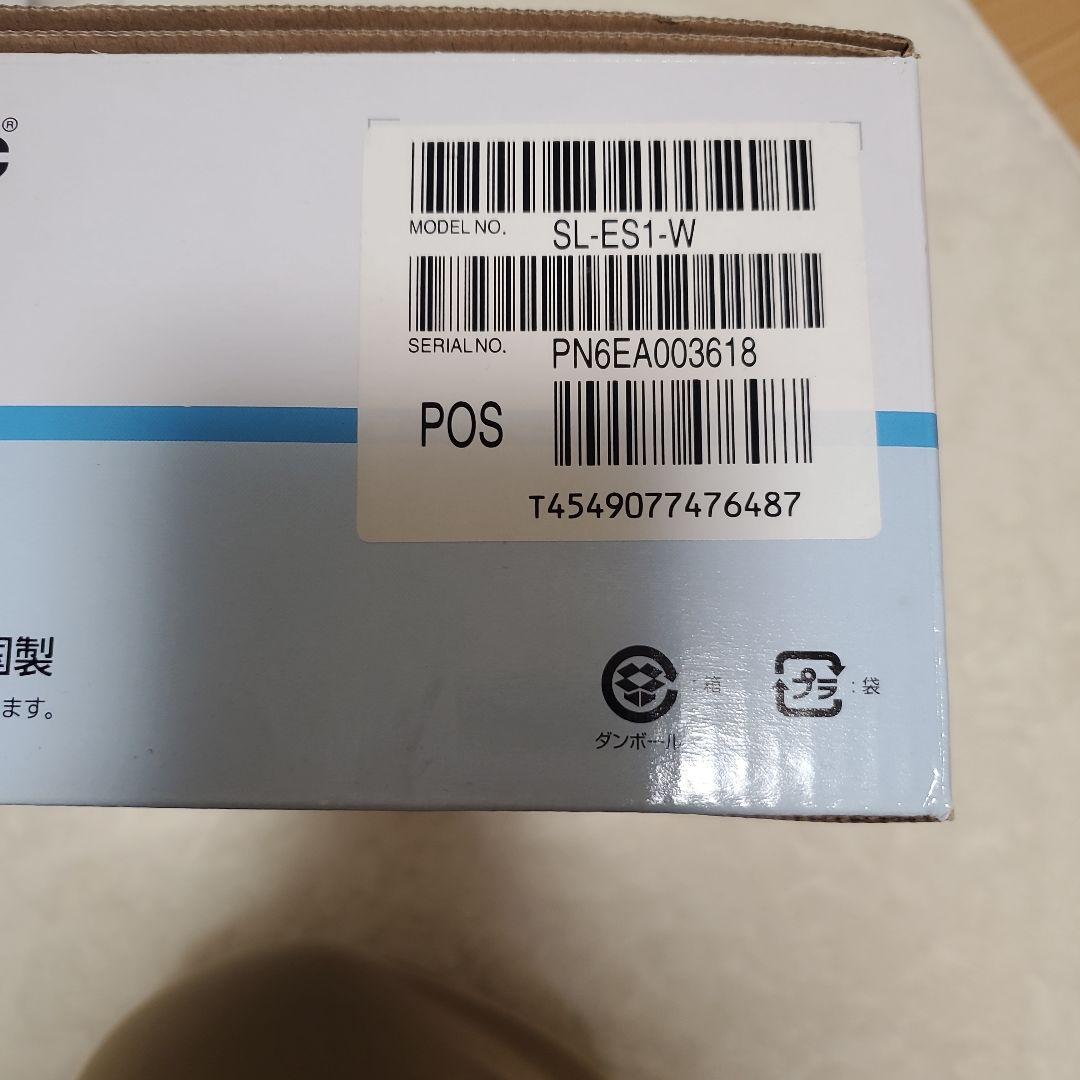 ®
MODEL NO. SL-ES1-W
SERIAL NO. PN6EA003618
POS
T4549077476487
国製
ます。
箱
プラ : 袋
ダンボール